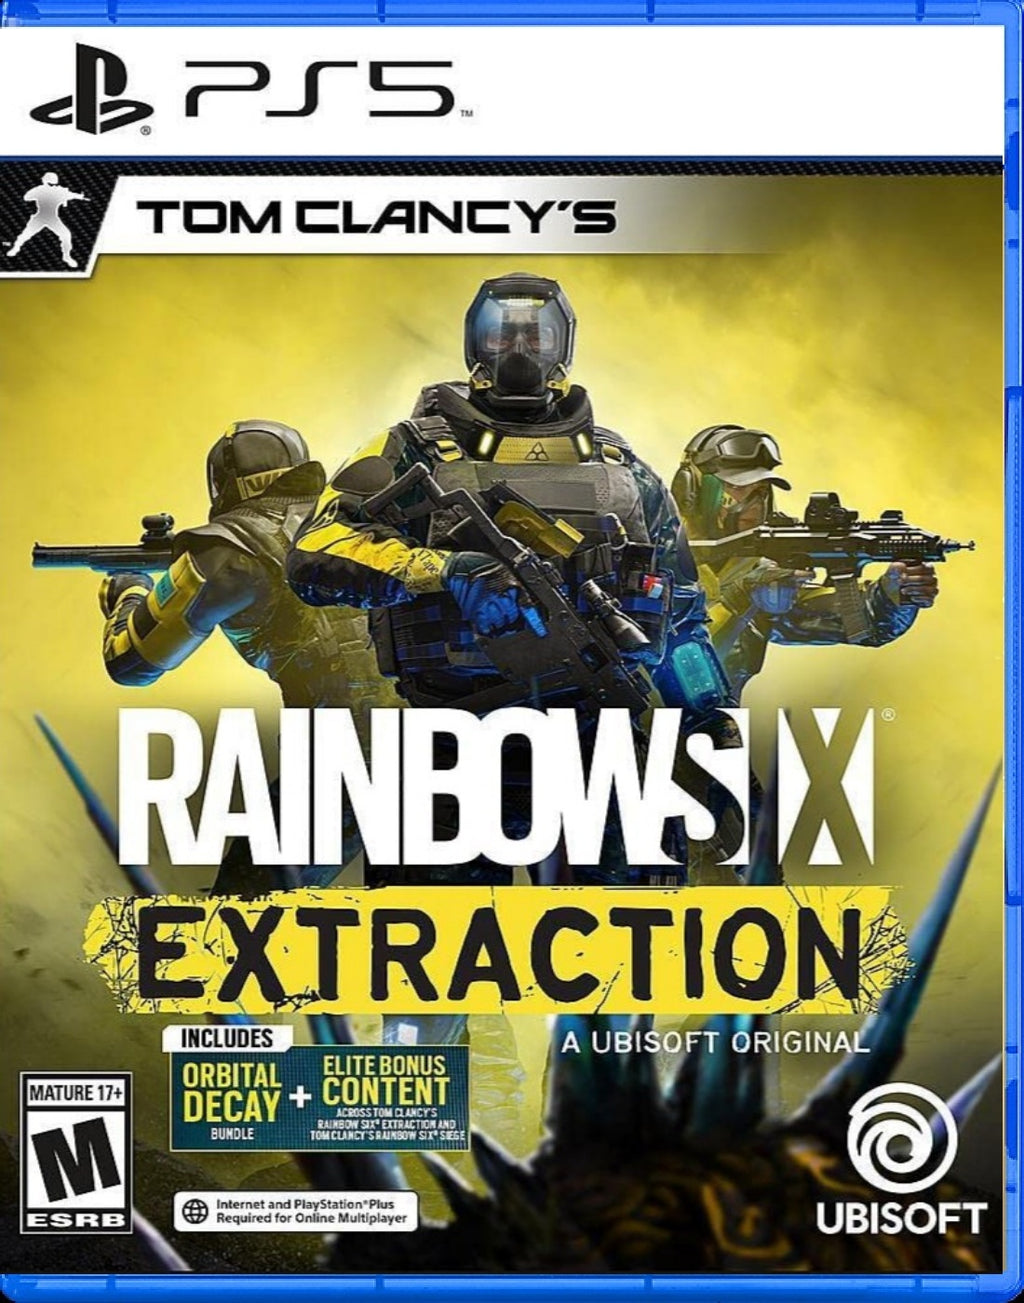 PS5™
TOM CLANCY'S
RAINBOW SIX®
EXTRACTION
A UBISOFT ORIGINAL
INCLUDES
ORBITAL
DECAY
BUNDLE
+
ELITE BONUS
CONTENT
ACROSS TOM CLANCY'S
RAINBOW SIX® EXTRACTION AND
TOM CLANCY'S RAINBOW SIX® SIEGE
MATURE 17+
M
ESRB
Internet and PlayStation®Plus
Required for Online Multiplayer
UBISOFT